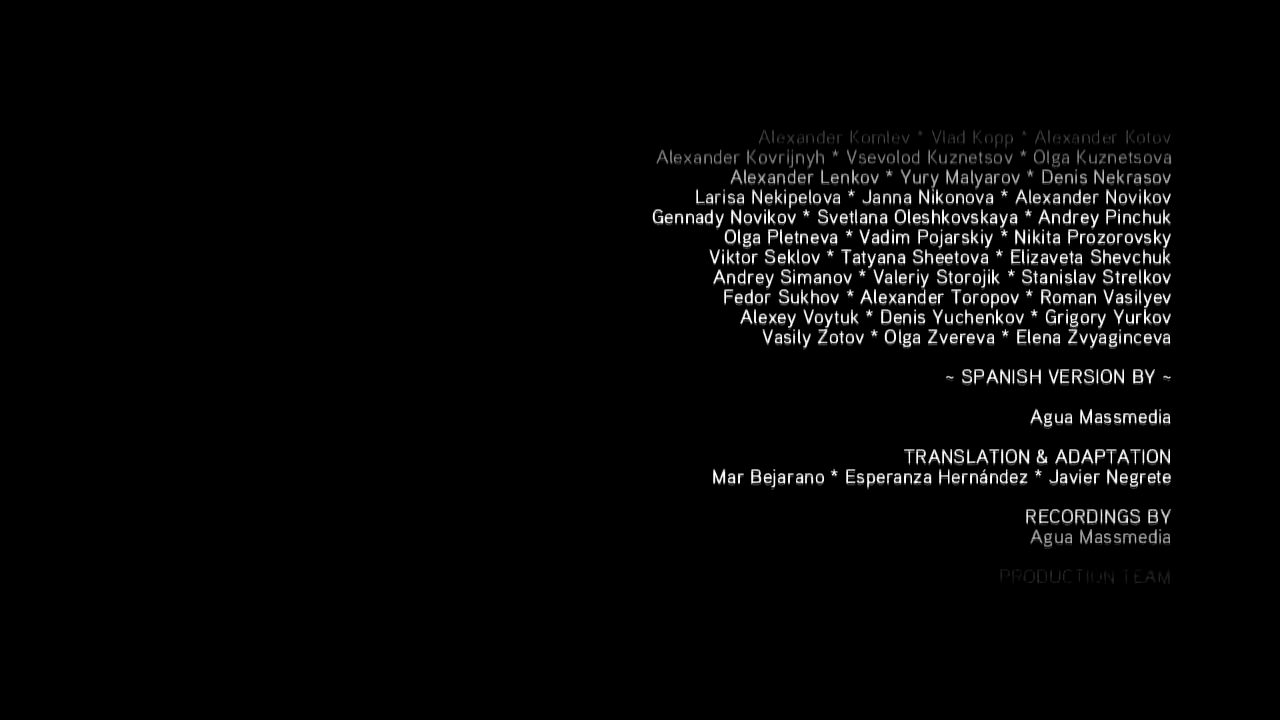 Alexander Komlev * Vlad Kopp * Alexander Kotov
Alexander Kovrijnyh * Vsevolod Kuznetsov * Olga Kuznetsova
Alexander Lenkov * Yury Malyarov * Denis Nekrasov
Larisa Nekipelova * Janna Nikonova * Alexander Novikov
Gennady Novikov * Svetlana Oleshkovskaya * Andrey Pinchuk
Olga Pletneva * Vadim Pojarskiy * Nikita Prozorovsky
Viktor Seklov * Tatyana Sheetova * Elizaveta Shevchuk
Andrey Simanov * Valeriy Storojik * Stanislav Strelkov
Fedor Sukhov * Alexander Toropov * Roman Vasilyev
Alexey Voytuk * Denis Yuchenkov * Grigory Yurkov
Vasily Zotov * Olga Zvereva * Elena Zvyaginceva
~ SPANISH VERSION BY ~
Agua Massmedia
TRANSLATION & ADAPTATION
Mar Bejarano * Esperanza Hernández * Javier Negrete
RECORDINGS BY
Agua Massmedia
PRODUCTION TEAM